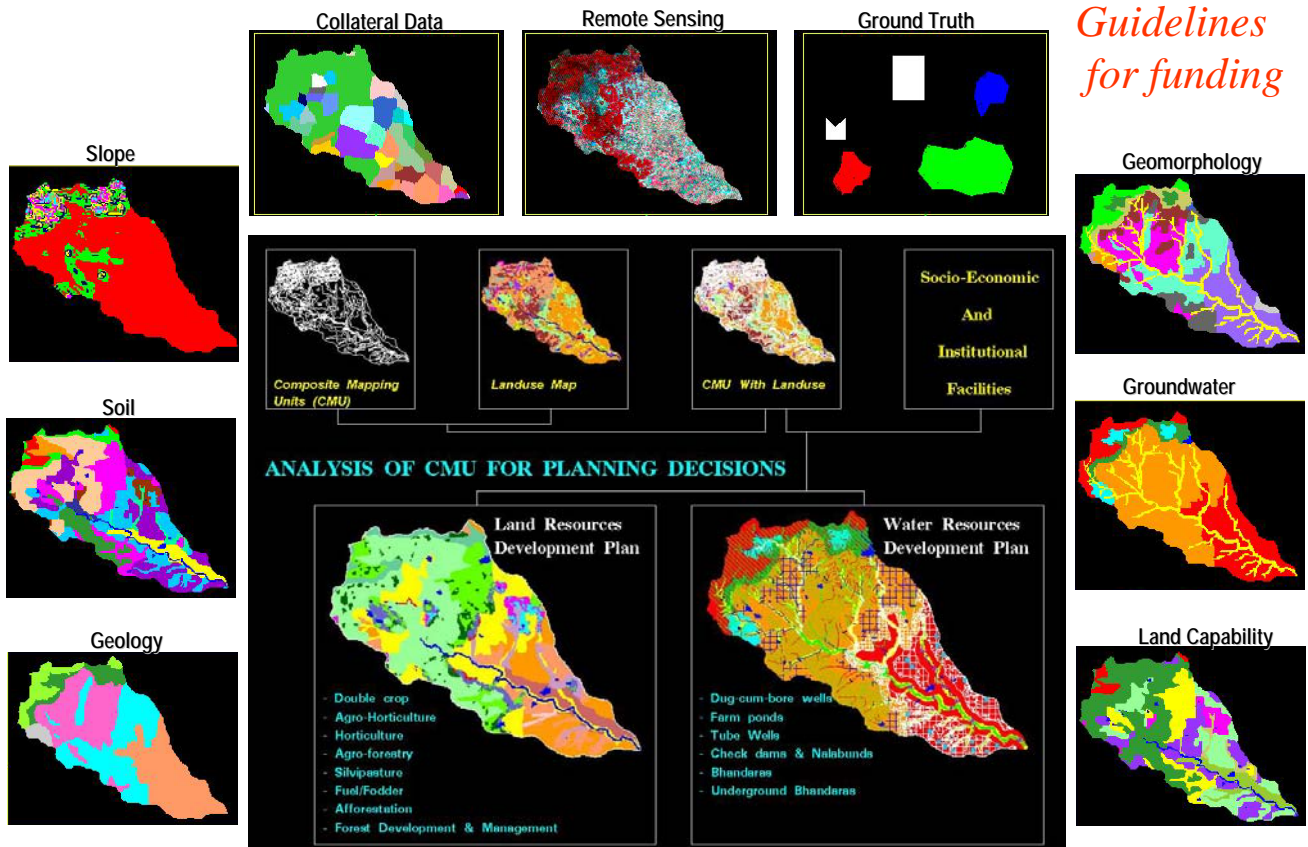 Collateral Data
Remote Sensing
Ground Truth
Guidelines
for funding
Slope
Geomorphology
Composite Mapping
Units (CMU)
Landuse Map
CMU With Landuse
Socio-Economic
And
Institutional
Facilities
Soil
Groundwater
ANALYSIS OF CMU FOR PLANNING DECISIONS
Land Resources
Development Plan
Water Resources
Development Plan
Geology
Land Capability
- Double crop
- Agro-Horticulture
- Horticulture
- Agro-forestry
- Silvipasture
- Fuel/Fodder
- Afforestation
- Forest Development & Management
- Dug-cum-bore wells
- Farm ponds
- Tube Wells
- Check dams & Nalabunds
- Bhandaras
- Underground Bhandaras